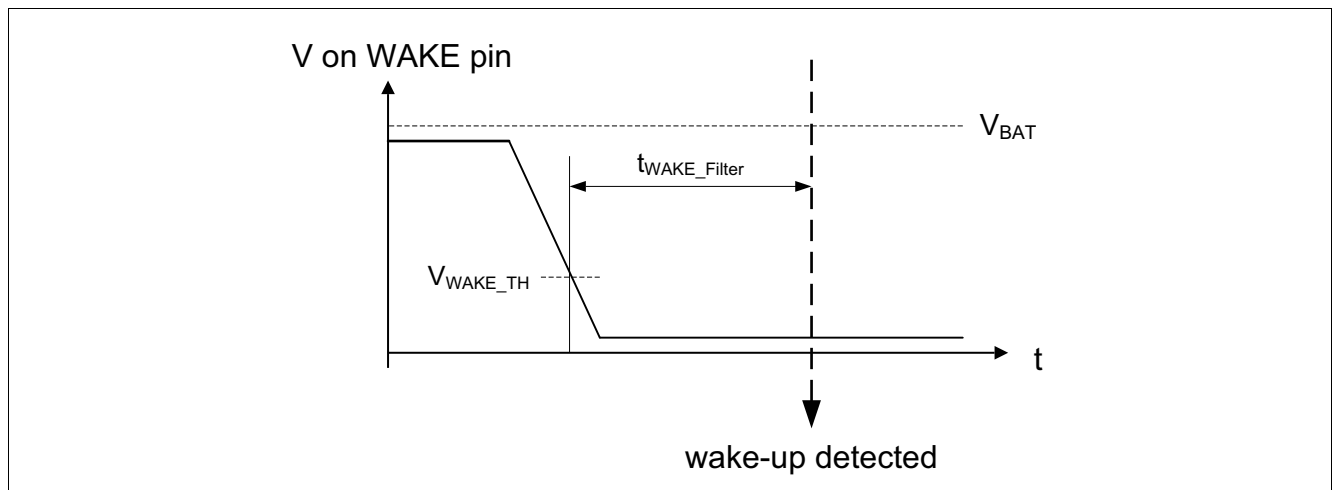 V on WAKE pin
V_BAT
t_WAKE_Filter
V_WAKE_TH
t
wake-up detected